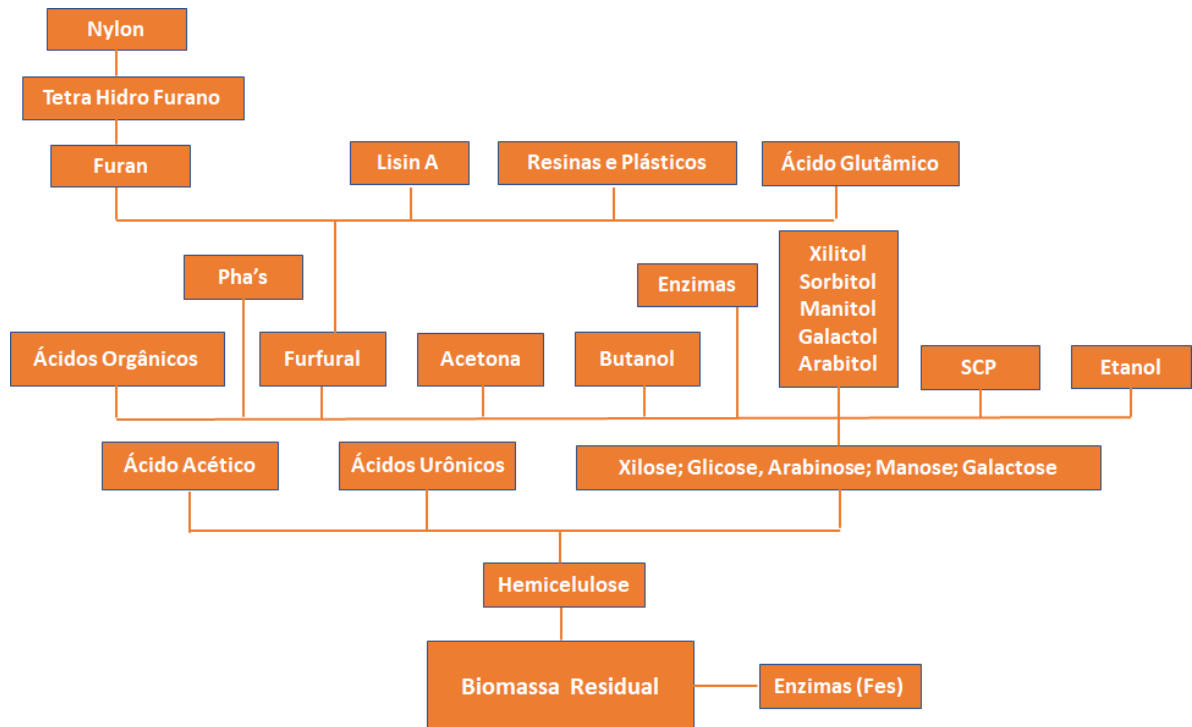 Nylon
Tetra Hidro Furano
Furan
Lisin A
Resinas e Plásticos
Ácido Glutâmico
Pha's
Enzimas
Xilitol
Sorbitol
Manitol
Galactol
Arabitol
Ácidos Orgânicos
Furfural
Acetona
Butanol
SCP
Etanol
Ácido Acético
Ácidos Urônicos
Xilose; Glicose, Arabinose; Manose; Galactose
Hemicelulose
Biomassa Residual
Enzimas (Fes)